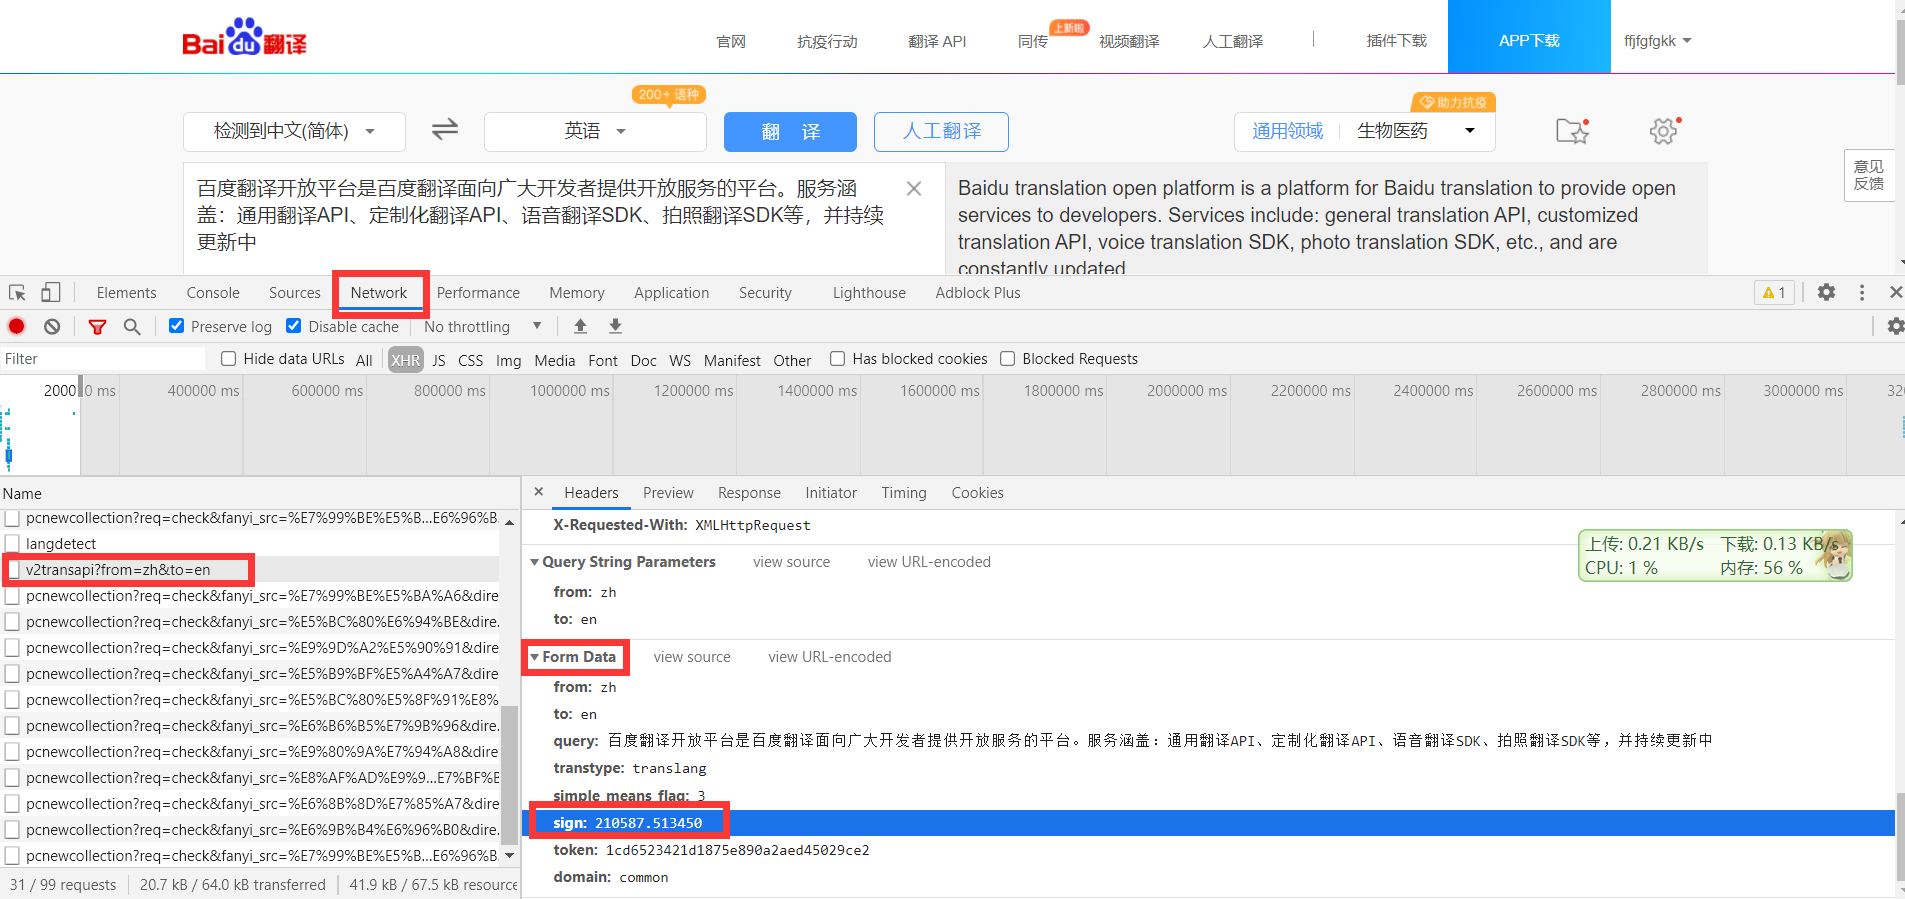 Bai du 翻译
官网 抗疫行动 翻译 API 同传 上新啦 视频翻译 人工翻译 插件下载 APP下载 ffjfgfgkk
200+ 语种 助力抗疫
检测到中文(简体) 英语 翻 译 人工翻译 通用领域 生物医药
意见
反馈
百度翻译开放平台是百度翻译面向广大开发者提供开放服务的平台。服务涵
盖：通用翻译API、定制化翻译API、语音翻译SDK、拍照翻译SDK等，并持续
更新中
Baidu translation open platform is a platform for Baidu translation to provide open
services to developers. Services include: general translation API, customized
translation API, voice translation SDK, photo translation SDK, etc., and are
constantly updated
Elements Console Sources Network Performance Memory Application Security Lighthouse Adblock Plus 1
Preserve log Disable cache No throttling
Filter Hide data URLs All XHR JS CSS Img Media Font Doc WS Manifest Other Has blocked cookies Blocked Requests
2000 0 ms 400000 ms 600000 ms 800000 ms 1000000 ms 1200000 ms 1400000 ms 1600000 ms 1800000 ms 2000000 ms 2200000 ms 2400000 ms 2600000 ms 2800000 ms 3000000 ms 320
Name
pcnewcollection?req=check&fanyi_src=%E7%99%BE%E5%B...E6%96%B.
langdetect
v2transapi?from=zh&to=en
pcnewcollection?req=check&fanyi_src=%E7%99%BE%E5%BA%A6&dire
pcnewcollection?req=check&fanyi_src=%E5%BC%80%E6%94%BE&dire.
pcnewcollection?req=check&fanyi_src=%E9%9D%A2%E5%90%91&dire
pcnewcollection?req=check&fanyi_src=%E5%B9%BF%E5%A4%A7&dire
pcnewcollection?req=check&fanyi_src=%E5%BC%80%E5%8F%91%E8%
pcnewcollection?req=check&fanyi_src=%E6%B6%B5%E7%9B%96&dire.
pcnewcollection?req=check&fanyi_src=%E9%80%9A%E7%94%A8&dire
pcnewcollection?req=check&fanyi_src=%E8%AF%AD%E9%9...E7%BF%E
pcnewcollection?req=check&fanyi_src=%E6%8B%8D%E7%85%A7&dire
pcnewcollection?req=check&fanyi_src=%E6%9B%B4%E6%96%B0&dire
pcnewcollection?req=check&fanyi_src=%E7%99%BE%E5%B...E6%96%B.
31 / 99 requests 20.7 kB / 64.0 kB transferred 41.9 kB / 67.5 kB resource
Headers Preview Response Initiator Timing Cookies
X-Requested-With: XMLHttpRequest
Query String Parameters view source view URL-encoded
from: zh
to: en
Form Data view source view URL-encoded
from: zh
to: en
query: 百度翻译开放平台是百度翻译面向广大开发者提供开放服务的平台。服务涵盖：通用翻译API、定制化翻译API、语音翻译SDK、拍照翻译SDK等，并持续更新中
transtype: translang
simple_means_flag: 3
sign: 210587.513450
token: 1cd6523421d1875e890a2aed45029ce2
domain: common
上传: 0.21 KB/s 下载: 0.13 KB/s
CPU: 1 % 内存: 56 %